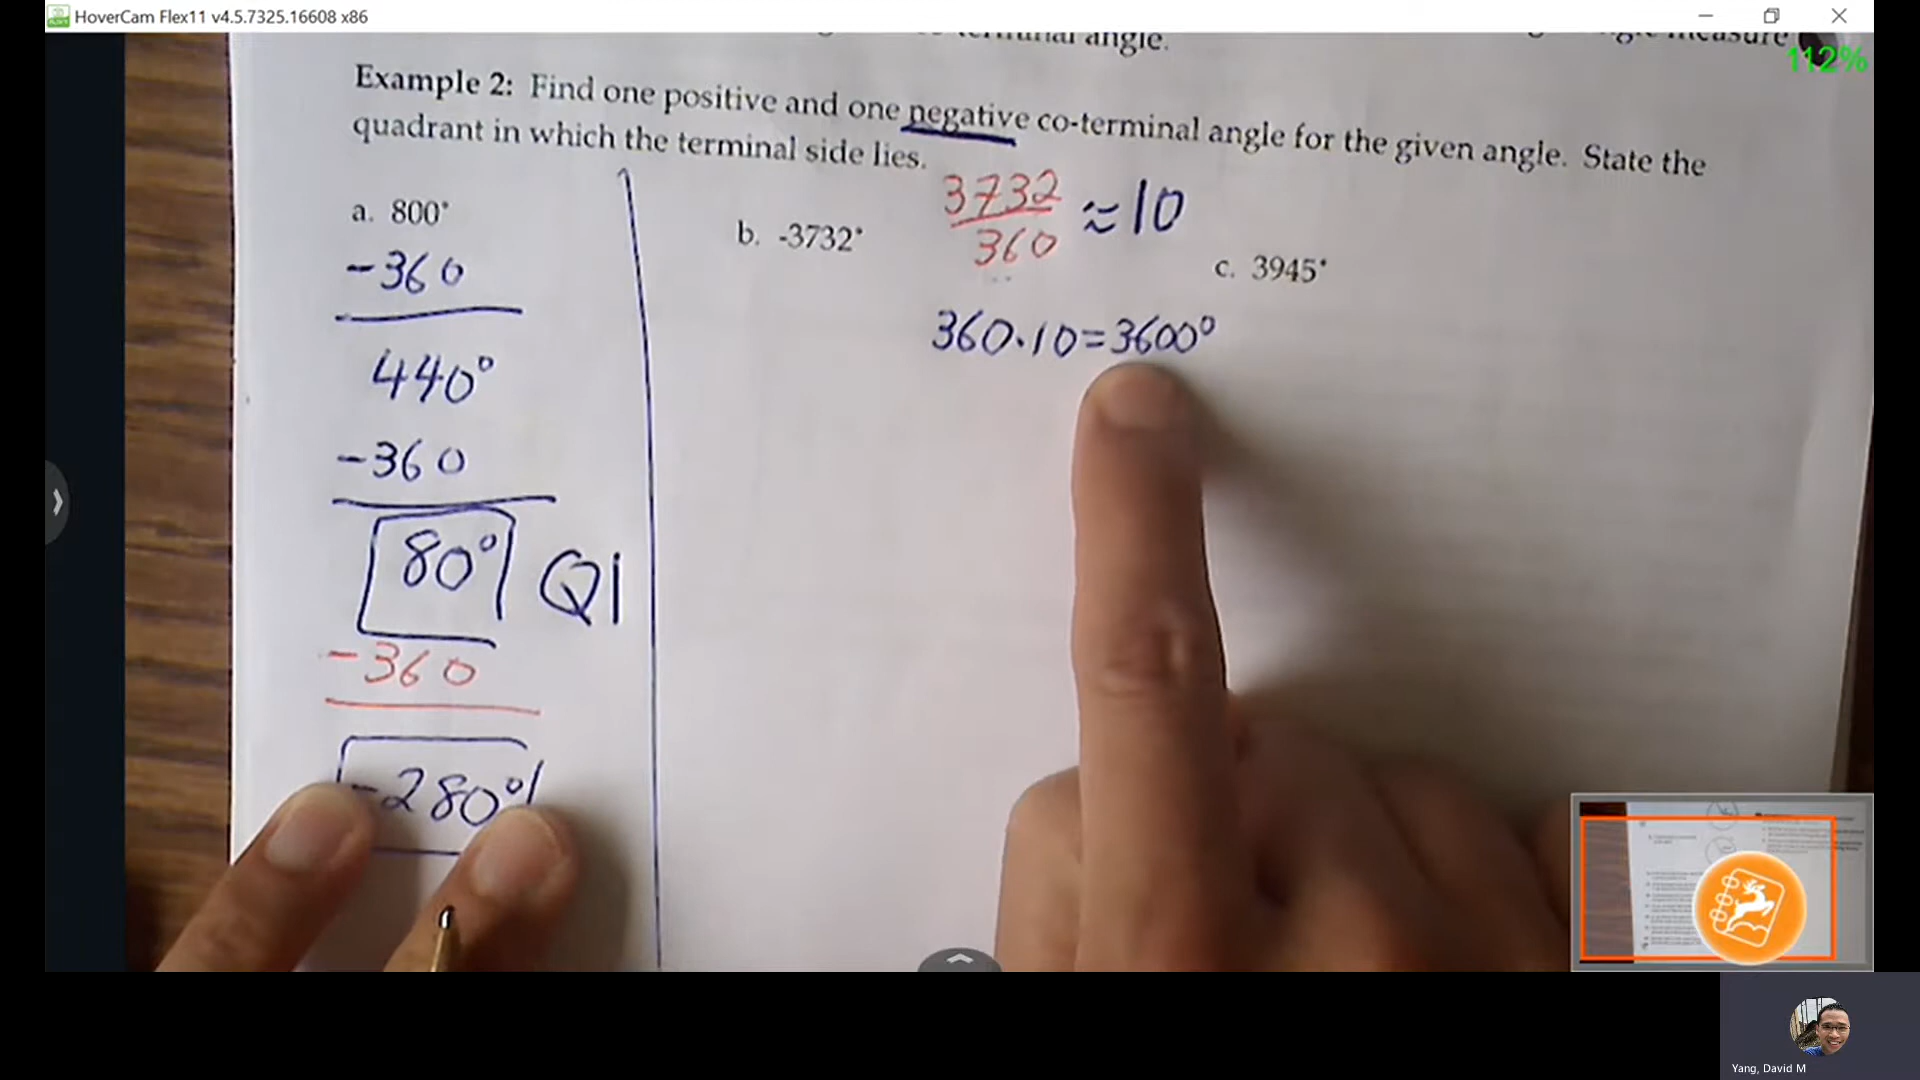 HoverCam Flex11 v4.5.7325.16608 x86
112%
angle.
measure
Example 2: Find one positive and one negative co-terminal angle for the given angle. State the
quadrant in which the terminal side lies.
a. 800°
-360
440°
-360
80° Q1
-360
-280°
b. -3732°
3732
360
≈10
360·10=3600°
c. 3945°
Yang, David M